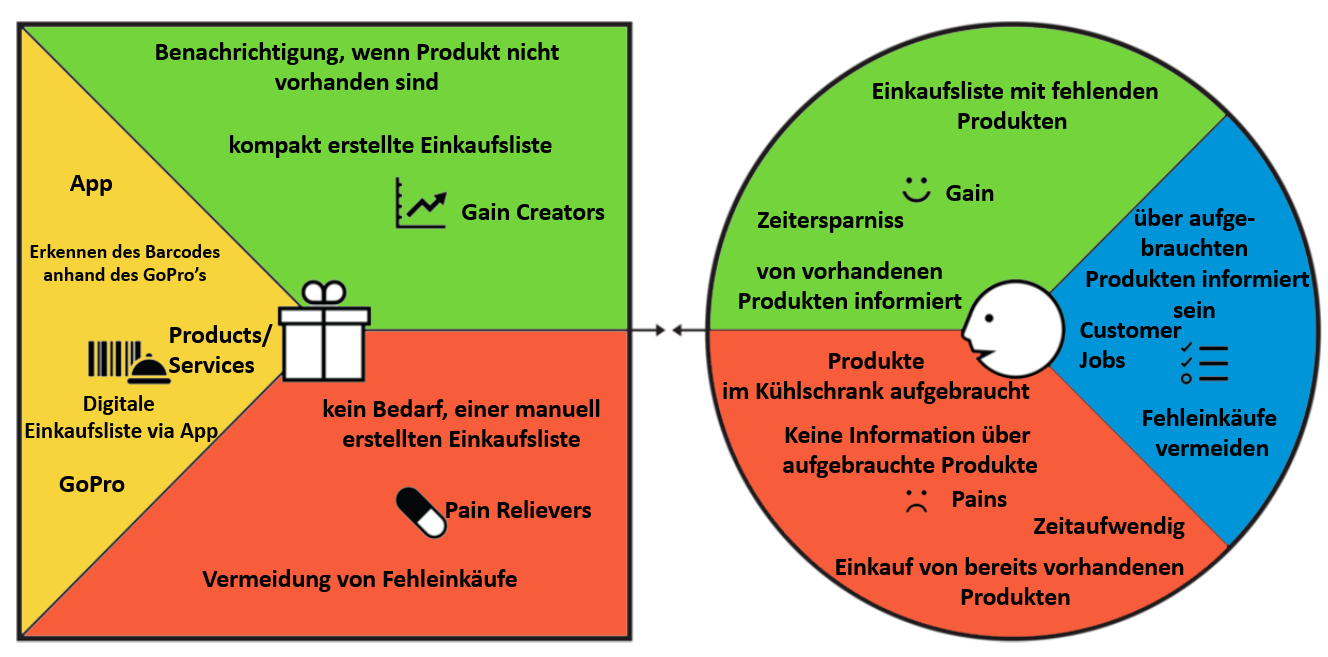 Benachrichtigung, wenn Produkt nicht
vorhanden sind
kompakt erstellte Einkaufsliste
Gain Creators
App
Erkennen des Barcodes
anhand des GoPro’s
Products/
Services
Digitale
Einkaufsliste via App
GoPro
kein Bedarf, einer manuell
erstellten Einkaufsliste
Pain Relievers
Vermeidung von Fehleinkäufe
Einkaufsliste mit fehlenden
Produkten
Gain
Zeitersparniss
von vorhandenen
Produkten informiert
über aufge-
brauchten
Produkten informiert
sein
Customer
Jobs
Fehleinkäufe
vermeiden
Produkte
im Kühlschrank aufgebraucht
Keine Information über
aufgebrauchte Produkte
Pains
Zeitaufwendig
Einkauf von bereits vorhandenen
Produkten